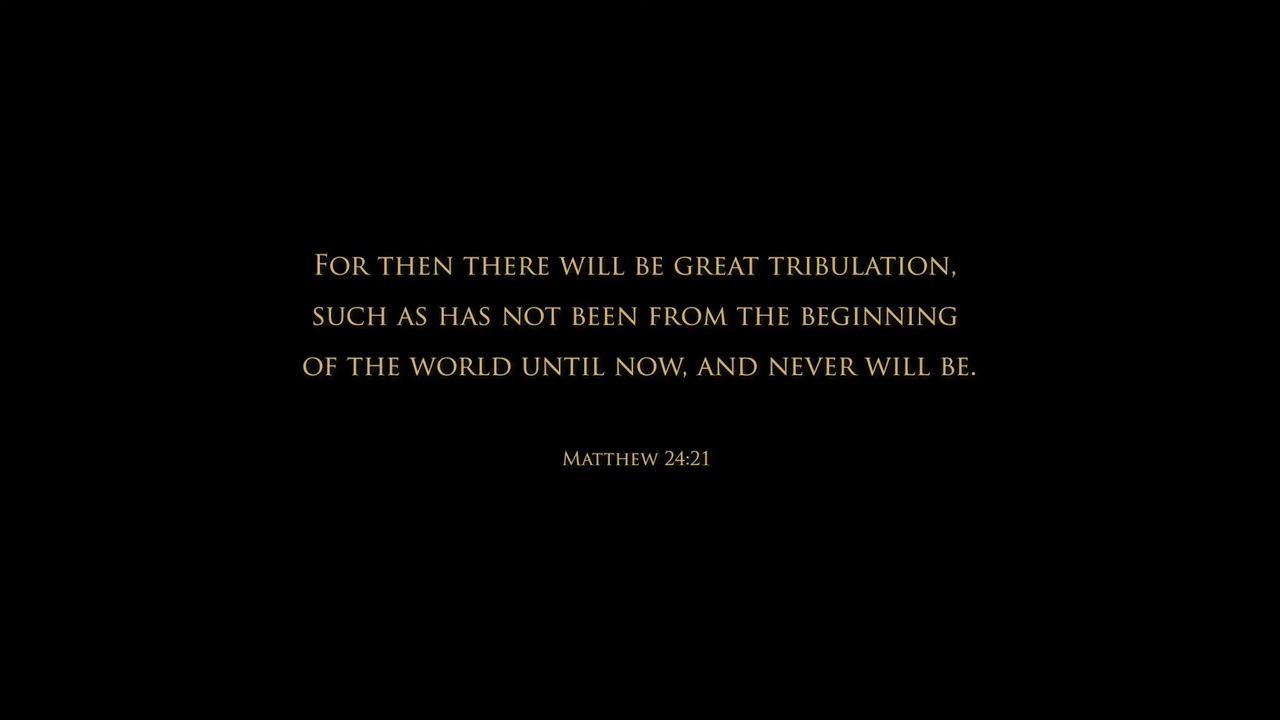 For then there will be great tribulation,
such as has not been from the beginning
of the world until now, and never will be.
Matthew 24:21